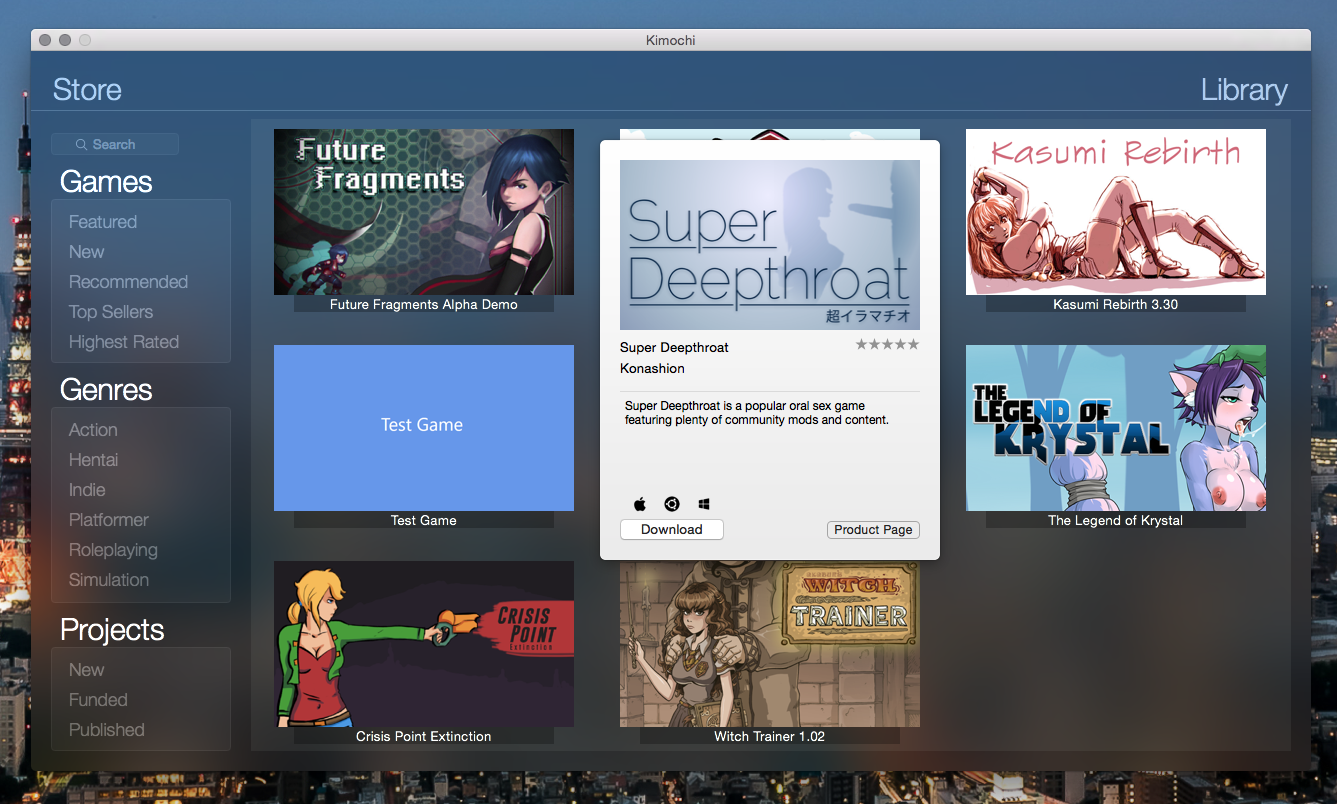 Kimochi
Store
Library
Search
Games
Featured
New
Recommended
Top Sellers
Highest Rated
Genres
Action
Hentai
Indie
Platformer
Roleplaying
Simulation
Projects
New
Funded
Published
Future
Fragments
Future Fragments Alpha Demo
Super
Deepthroat
超イラマチオ
Super Deepthroat
★★★★★
Konashion
Super Deepthroat is a popular oral sex game
featuring plenty of community mods and content.
Download
Product Page
Kasumi Rebirth
Kasumi Rebirth 3.30
Test Game
Test Game
THE
LEGEND OF
KRYSTAL
The Legend of Krystal
CRISIS
POINT
Extinction
Crisis Point Extinction
WITCH
TRAINER
Witch Trainer 1.02